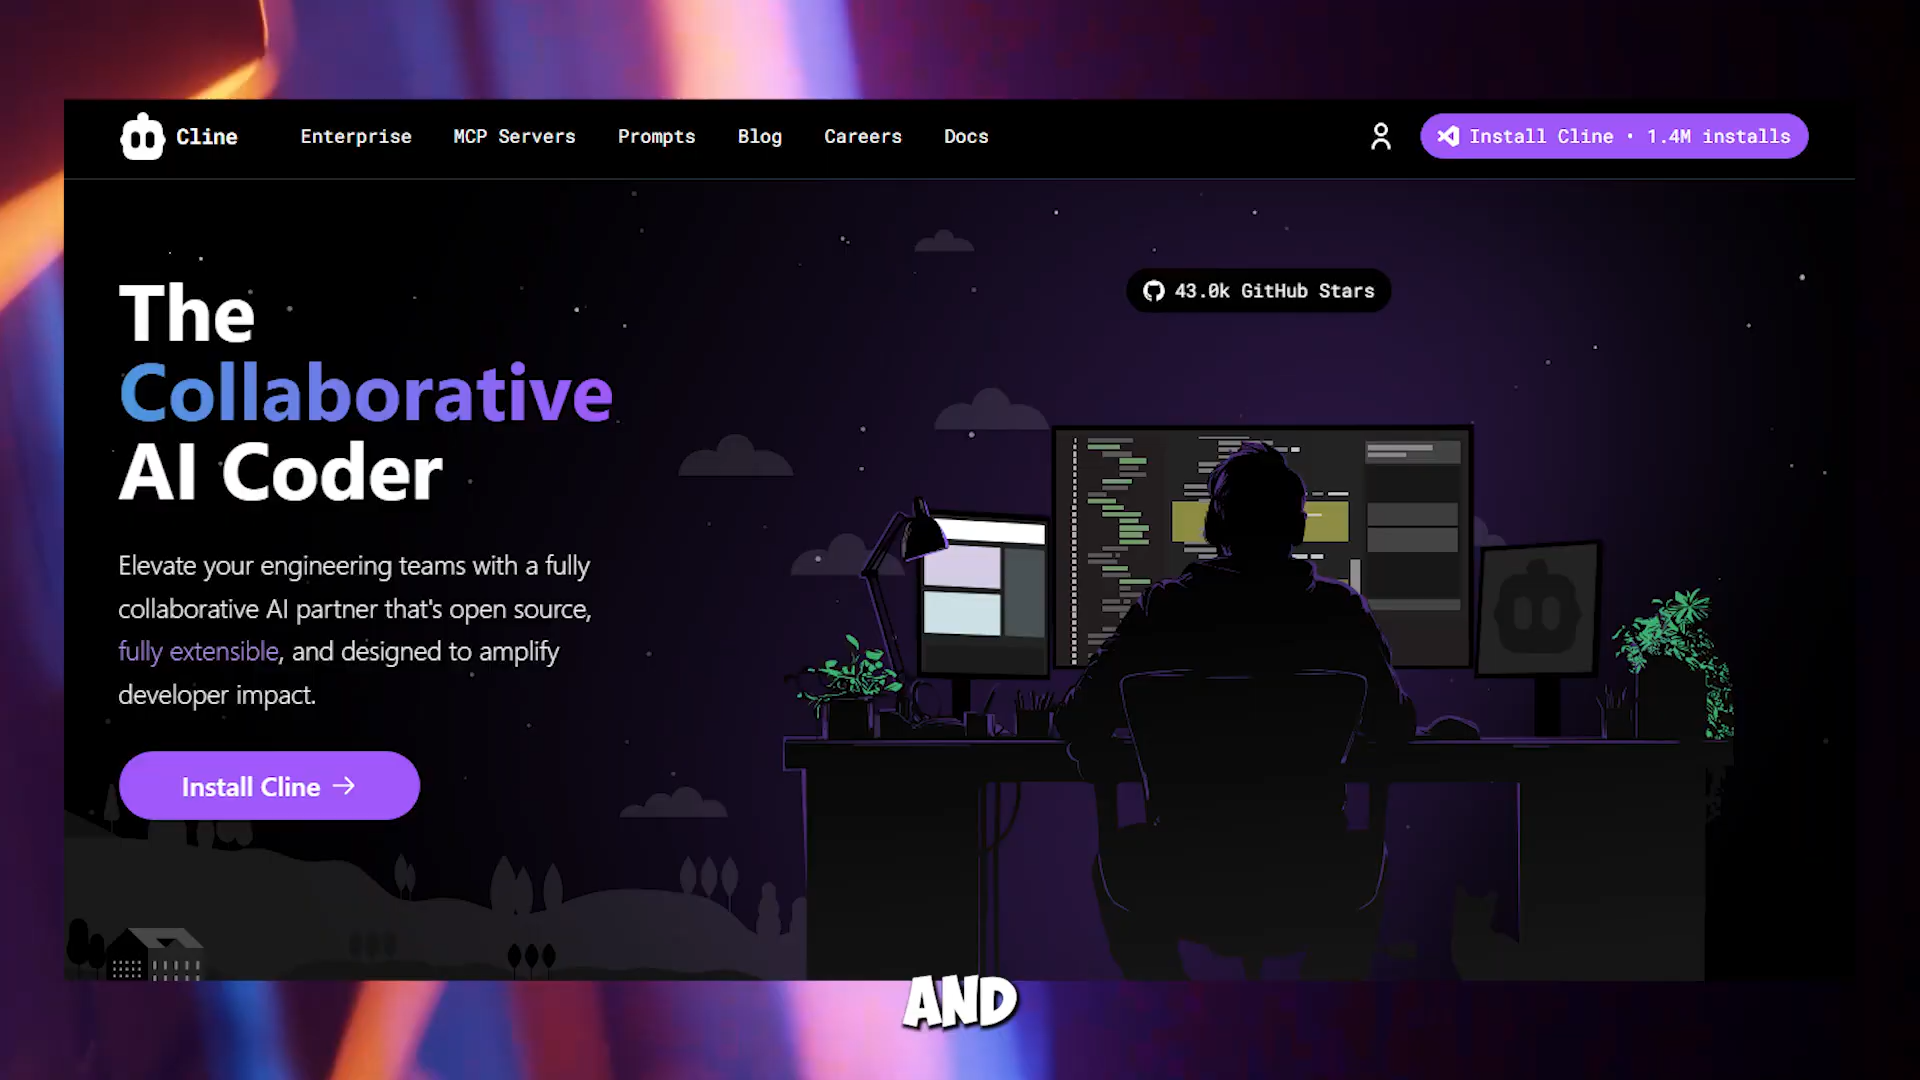 Cline
Enterprise
MCP Servers
Prompts
Blog
Careers
Docs
Install Cline • 1.4M installs
43.0k GitHub Stars
The
Collaborative
AI Coder
Elevate your engineering teams with a fully
collaborative AI partner that's open source,
fully extensible, and designed to amplify
developer impact.
Install Cline →
AND